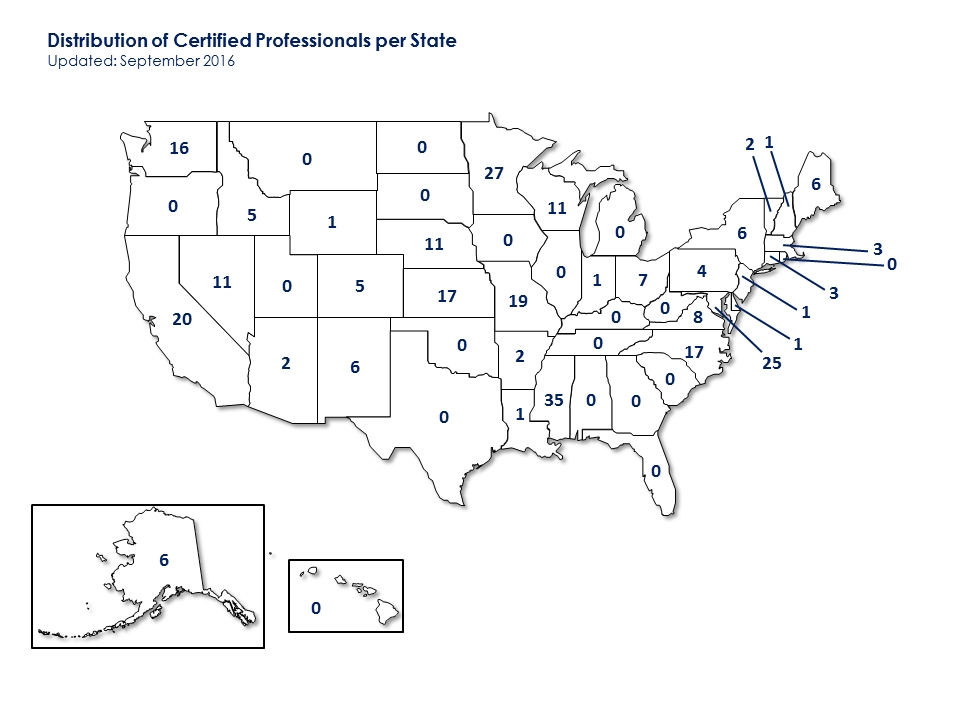 Distribution of Certified Professionals per State
Updated: September 2016
2 1
16 0 0
27
6
0 5 1 0 11 0 6
11 0 3
0
11 0 5 17 19 0 1 7 4
3
20 0 0 8 1
2 6 0 2 0 17 1
25
0 1 35 0 0 0
0
6
0